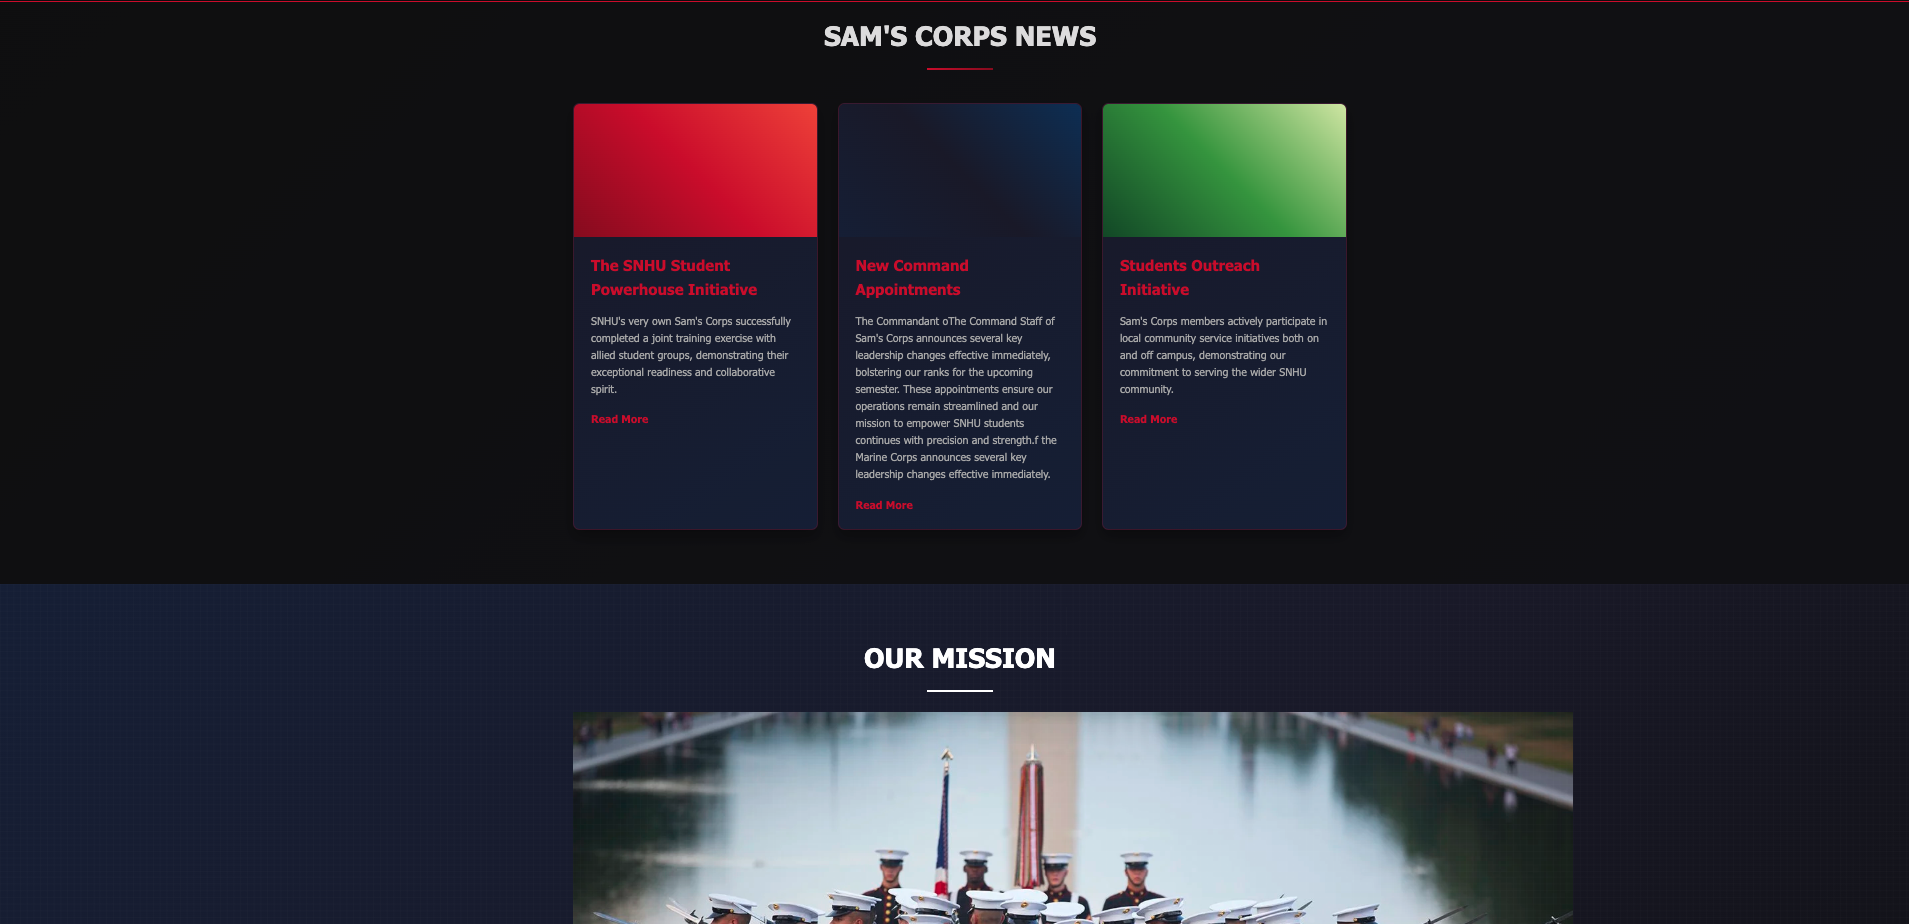 SAM'S CORPS NEWS
The SNHU Student
Powerhouse Initiative
SNHU's very own Sam's Corps successfully
completed a joint training exercise with
allied student groups, demonstrating their
exceptional readiness and collaborative
spirit.
Read More
New Command
Appointments
The Commandant oThe Command Staff of
Sam's Corps announces several key
leadership changes effective immediately,
bolstering our ranks for the upcoming
semester. These appointments ensure our
operations remain streamlined and our
mission to empower SNHU students
continues with precision and strength.f the
Marine Corps announces several key
leadership changes effective immediately.
Read More
Students Outreach
Initiative
Sam's Corps members actively participate in
local community service initiatives both on
and off campus, demonstrating our
commitment to serving the wider SNHU
community.
Read More
OUR MISSION